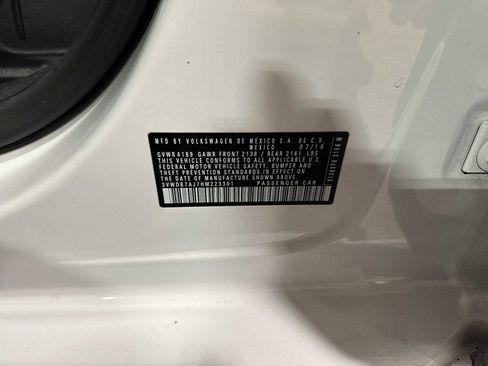 MFD BY VOLKSWAGEN DE MEXICO S.A. DE C.V.
MEXICO 07/16
GVWR 4189 GAWR FRONT 2138 / REAR 2161 LBS
THIS VEHICLE CONFORMS TO ALL APPLICABLE U.S.
FEDERAL MOTOR VEHICLE SAFETY, BUMPER AND
THEFT PREVENTION STANDARDS IN EFFECT ON
THE DATE OF MANUFACTURE SHOWN ABOVE.
3VWDB7AJ7HM223301 PASSENGER CAR